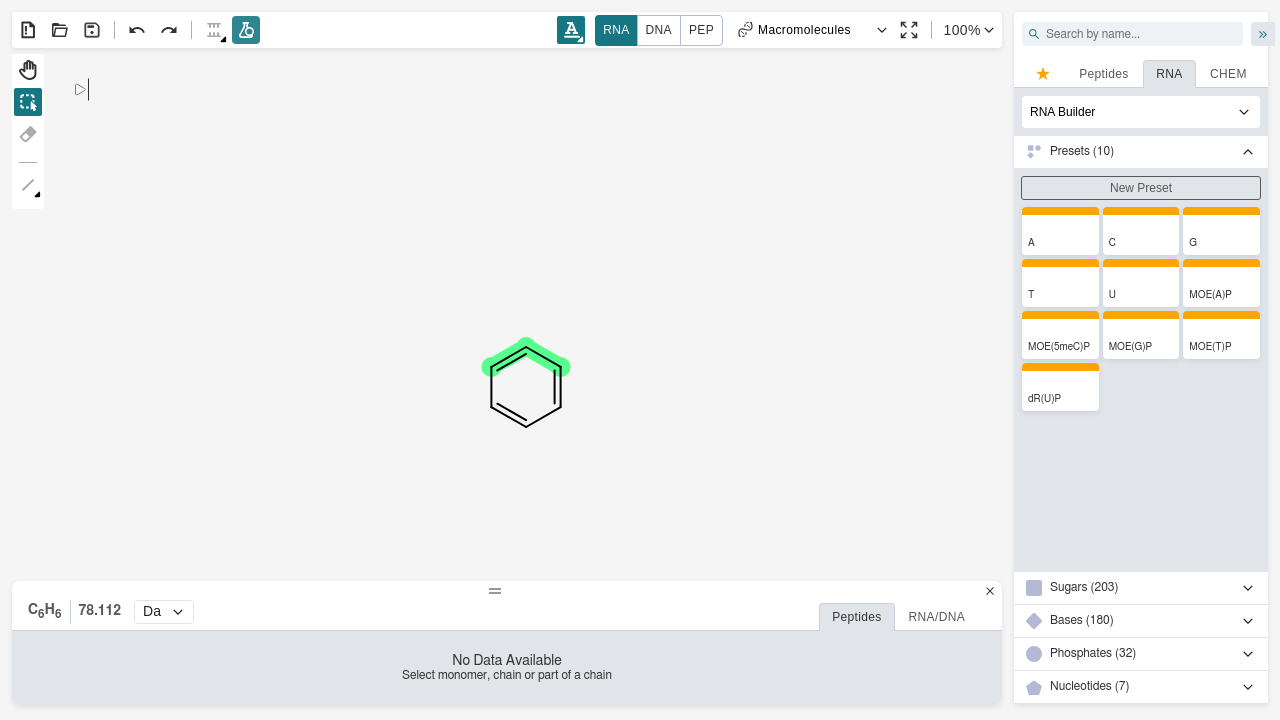 A
RNA
DNA
PEP
Macromolecules
100%
Search by name...
Peptides
RNA
CHEM
RNA Builder
Presets (10)
New Preset
A
C
G
T
U
MOE(A)P
MOE(5meC)P
MOE(G)P
MOE(T)P
dR(U)P
Sugars (203)
Bases (180)
Phosphates (32)
Nucleotides (7)
C6H6
78.112
Da
Peptides
RNA/DNA
No Data Available
Select monomer, chain or part of a chain